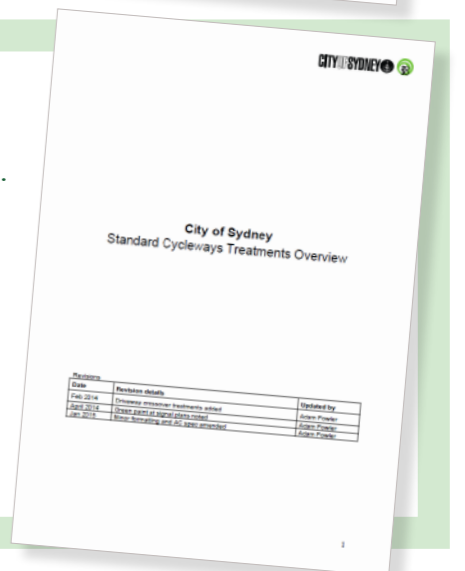 CITY OF SYDNEY
City of Sydney
Standard Cycleways Treatments Overview
Revisions
Date Revision details Updated by
Feb 2014 Driveway crossover treatments added Adam Fowler
April 2014 Green paint at signal plans noted Adam Fowler
Jan 2015 Minor formatting and AC spec amended Adam Fowler
1